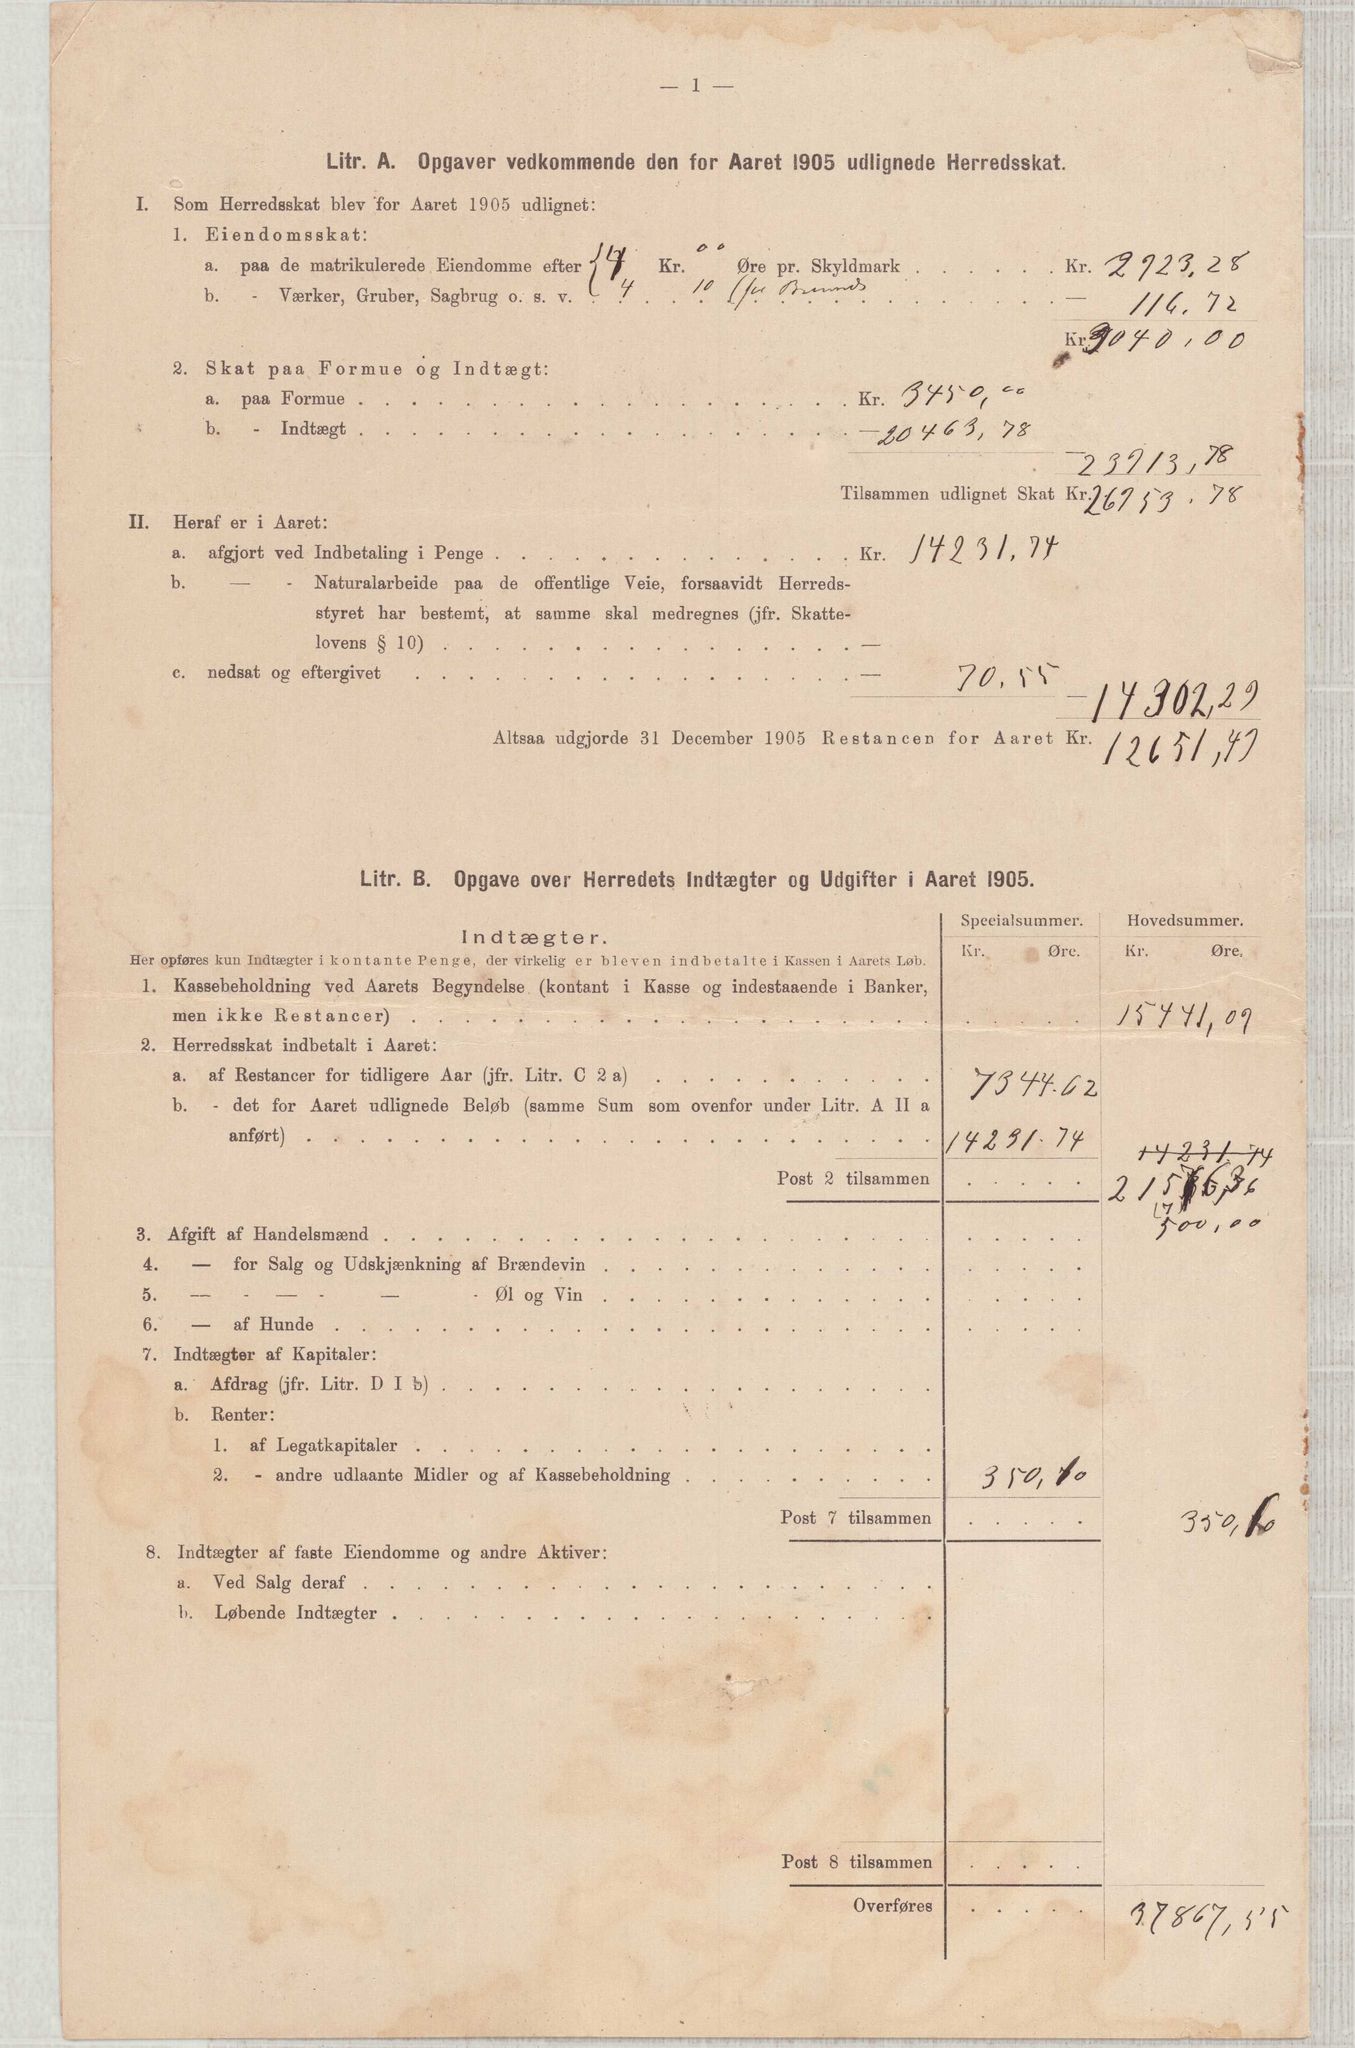 — 1 —
Litr. A. Opgaver vedkommende den for Aaret 1905 udlignede Herredsskat.
I. Som Herredsskat blev for Aaret 1905 udlignet:
1. Eiendomsskat:
a. paa de matrikulerede Eiendomme efter { 4 Kr. 00 Øre pr. Skyldmark . . . . . . Kr. 2923,28
b. - Værker, Gruber, Sagbrug o. s. v. . 4 . . 10 (for . . . . . . . — 116.72
Kr. 3040,00
2. Skat paa Formue og Indtægt:
a. paa Formue . . . . . . . . . . . . . . . . . . . Kr. 3450,00
b. - Indtægt . . . . . . . . . . . . . . . . . . . — 20463,78
— 23913,78
Tilsammen udlignet Skat Kr. 26953.78
II. Heraf er i Aaret:
a. afgjort ved Indbetaling i Penge . . . . . . . . . . . . . . Kr. 14231,74
b. — - Naturalarbeide paa de offentlige Veie, forsaavidt Herreds-
styret har bestemt, at samme skal medregnes (jfr. Skatte-
lovens § 10) . . . . . . . . . . . . . . . . —
c. nedsat og eftergivet . . . . . . . . . . . . . . . . . — 70.55
— 14302,29
Altsaa udgjorde 31 December 1905 Restancen for Aaret Kr. 12651,49
Litr. B. Opgave over Herredets Indtægter og Udgifter i Aaret 1905.
Specialsummer. Hovedsummer.
Indtægter.
Kr. Øre. Kr. Øre.
Her opføres kun Indtægter i kontante Penge, der virkelig er bleven indbetalte i Kassen i Aarets Løb.
1. Kassebeholdning ved Aarets Begyndelse (kontant i Kasse og indestaaende i Banker,
men ikke Restancer) . . . . . . . . . . . . . . . . . . . . . . . . . 15441,09
2. Herredsskat indbetalt i Aaret:
a. af Restancer for tidligere Aar (jfr. Litr. C 2 a) . . . . . . . . . . . 7344.62
b. - det for Aaret udlignede Beløb (samme Sum som ovenfor under Litr. A II a
anført) . . . . . . . . . . . . . . . . . . . . . . . . 14231.74 14231.74
Post 2 tilsammen . . . . . 21576,36
3. Afgift af Handelsmænd . . . . . . . . . . . . . . . . . . . . . . . . . . 500,00
4. — for Salg og Udskjænkning af Brændevin . . . . . . . . . . . . . . . . . .
5. — - — - — - Øl og Vin . . . . . . . . . . . . . . . . . .
6. — af Hunde . . . . . . . . . . . . . . . . . . . . . . . . . . . .
7. Indtægter af Kapitaler:
a. Afdrag (jfr. Litr. D I b) . . . . . . . . . . . . . . . . . . .
b. Renter:
1. af Legatkapitaler . . . . . . . . . . . . . . . . . . . .
2. - andre udlaante Midler og af Kassebeholdning . . . . . . . . . . 350,10
Post 7 tilsammen . . . . . 350,10
8. Indtægter af faste Eiendomme og andre Aktiver:
a. Ved Salg deraf . . . . . . . . . . . . . . . . . . . . . .
b. Løbende Indtægter . . . . . . . . . . . . . . . . . . . . .
Post 8 tilsammen . . . . .
Overføres . . . . . 37867,55